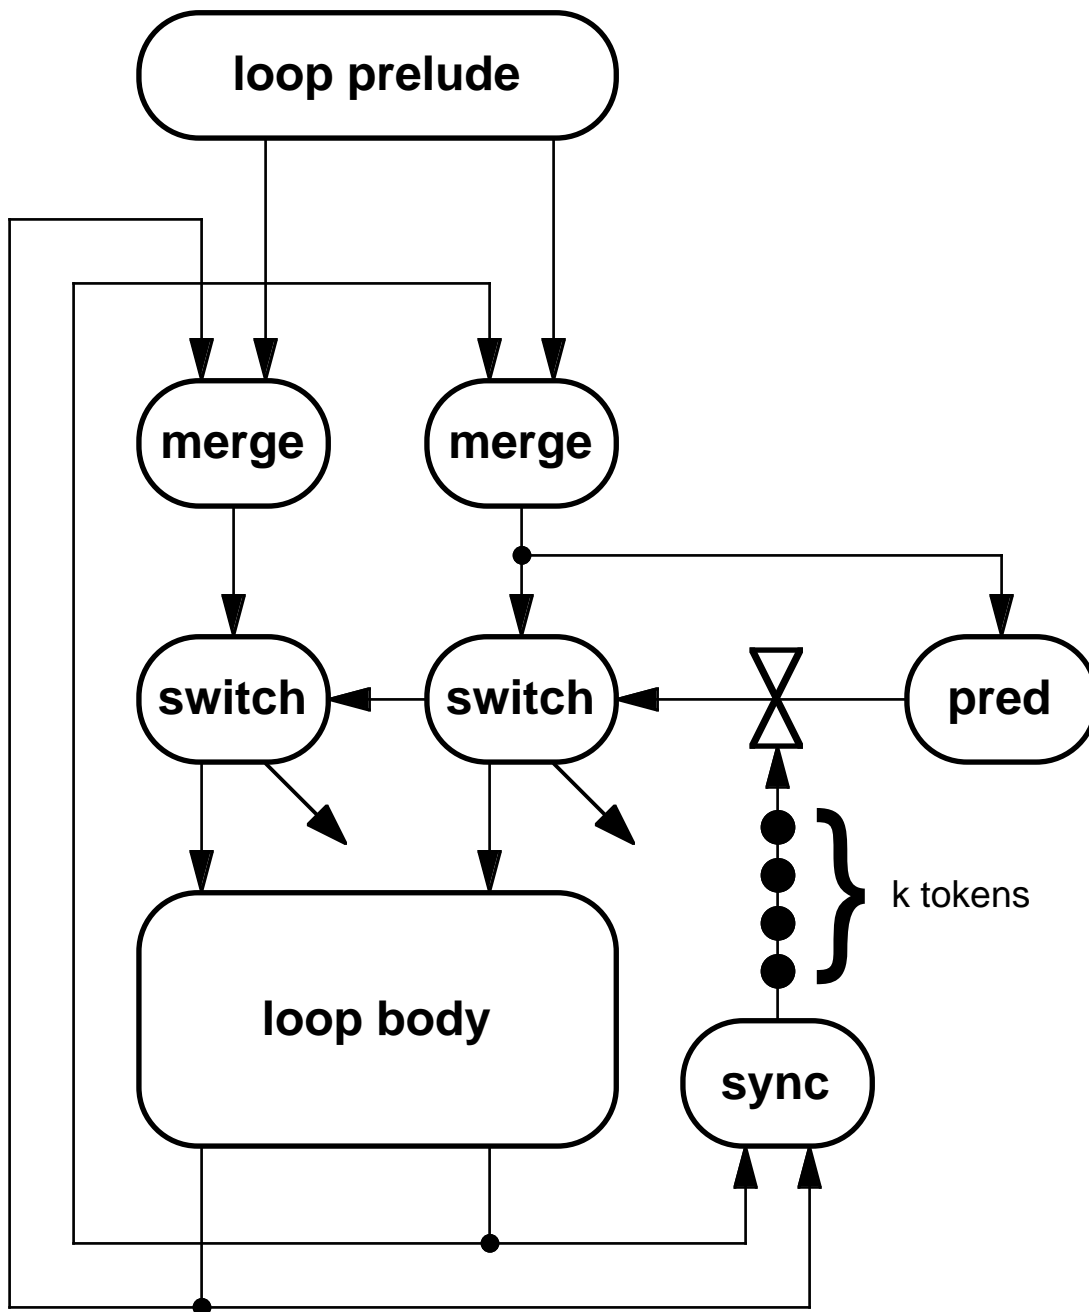 loop prelude
merge
merge
switch
switch
pred
k tokens
loop body
sync